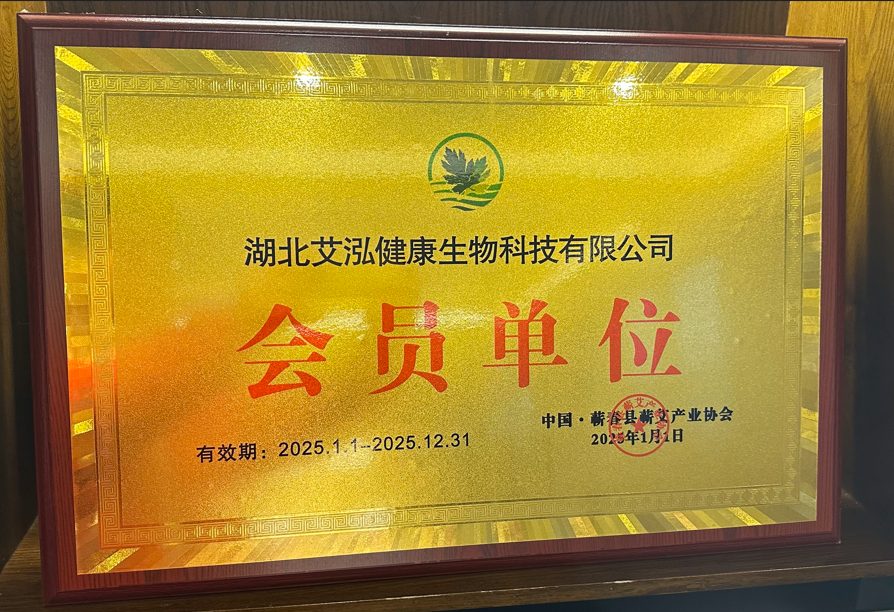 湖北艾泓健康生物科技有限公司
会员单位
中国·蕲春县蕲艾产业协会
有效期：2025.1.1--2025.12.31
2025年1月1日